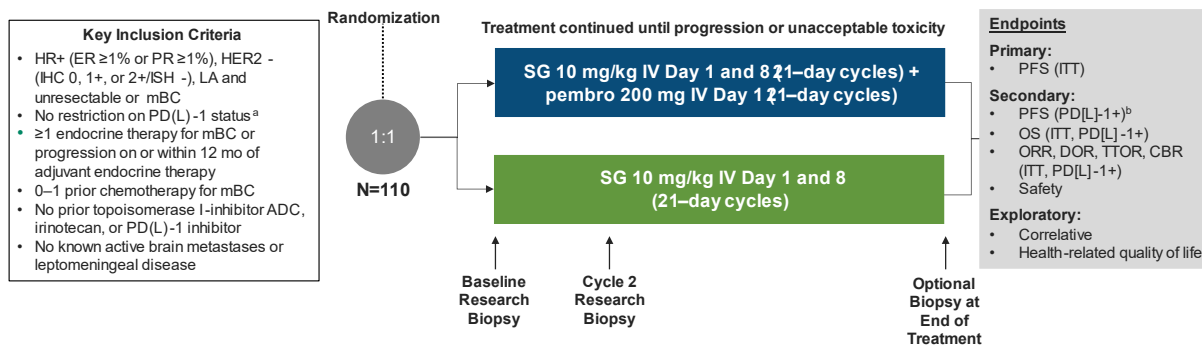 Key Inclusion Criteria
• HR+ (ER ≥1% or PR ≥1%), HER2 -
(IHC 0, 1+, or 2+/ISH -), LA and
unresectable or mBC
• No restriction on PD(L) -1 status a
• ≥1 endocrine therapy for mBC or
progression on or within 12 mo of
adjuvant endocrine therapy
• 0–1 prior chemotherapy for mBC
• No prior topoisomerase I-inhibitor ADC,
irinotecan, or PD(L) -1 inhibitor
• No known active brain metastases or
leptomeningeal disease
Randomization
1:1
N=110
Treatment continued until progression or unacceptable toxicity
SG 10 mg/kg IV Day 1 and 8 (21–day cycles) +
pembro 200 mg IV Day 1 (21–day cycles)
SG 10 mg/kg IV Day 1 and 8
(21–day cycles)
Baseline
Research
Biopsy
Cycle 2
Research
Biopsy
Optional
Biopsy at
End of
Treatment
Endpoints
Primary:
• PFS (ITT)
Secondary:
• PFS (PD[L]-1+)b
• OS (ITT, PD[L] -1+)
• ORR, DOR, TTOR, CBR
(ITT, PD[L] -1+)
• Safety
Exploratory:
• Correlative
• Health-related quality of life